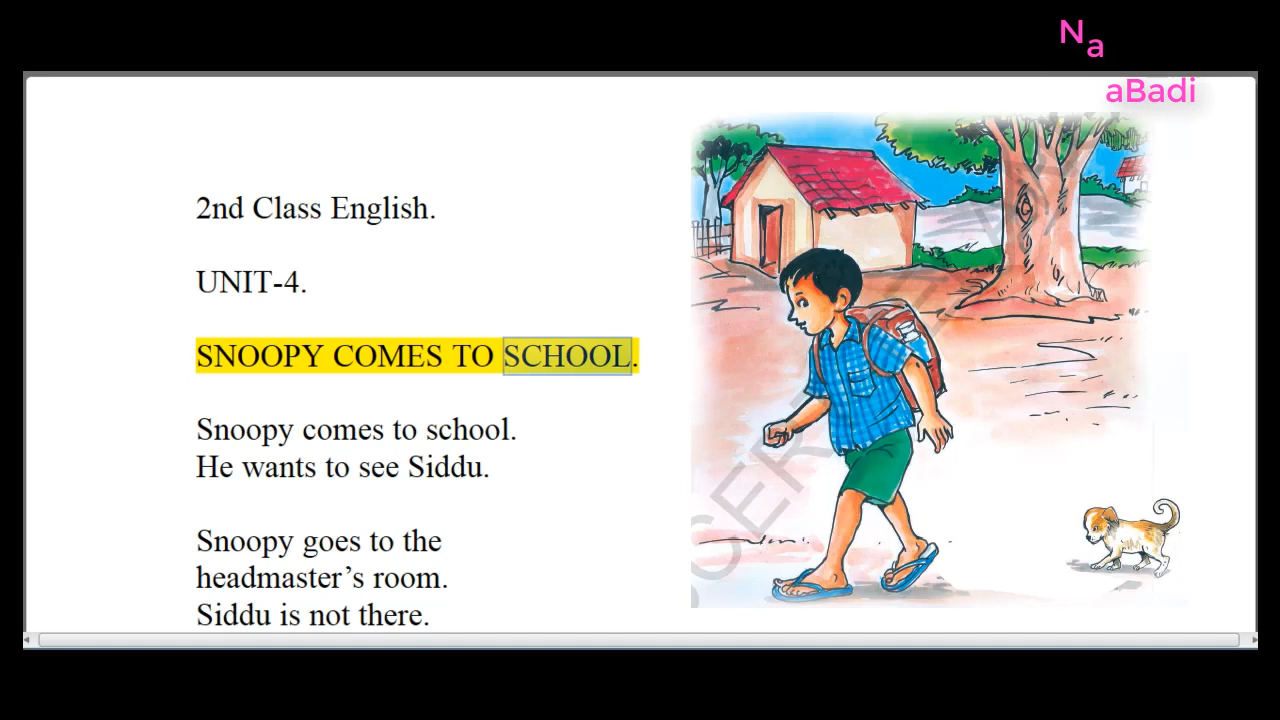 N
a
aBadi
2nd Class English.
UNIT-4.
SNOOPY COMES TO SCHOOL.
Snoopy comes to school.
He wants to see Siddu.
Snoopy goes to the
headmaster’s room.
Siddu is not there.